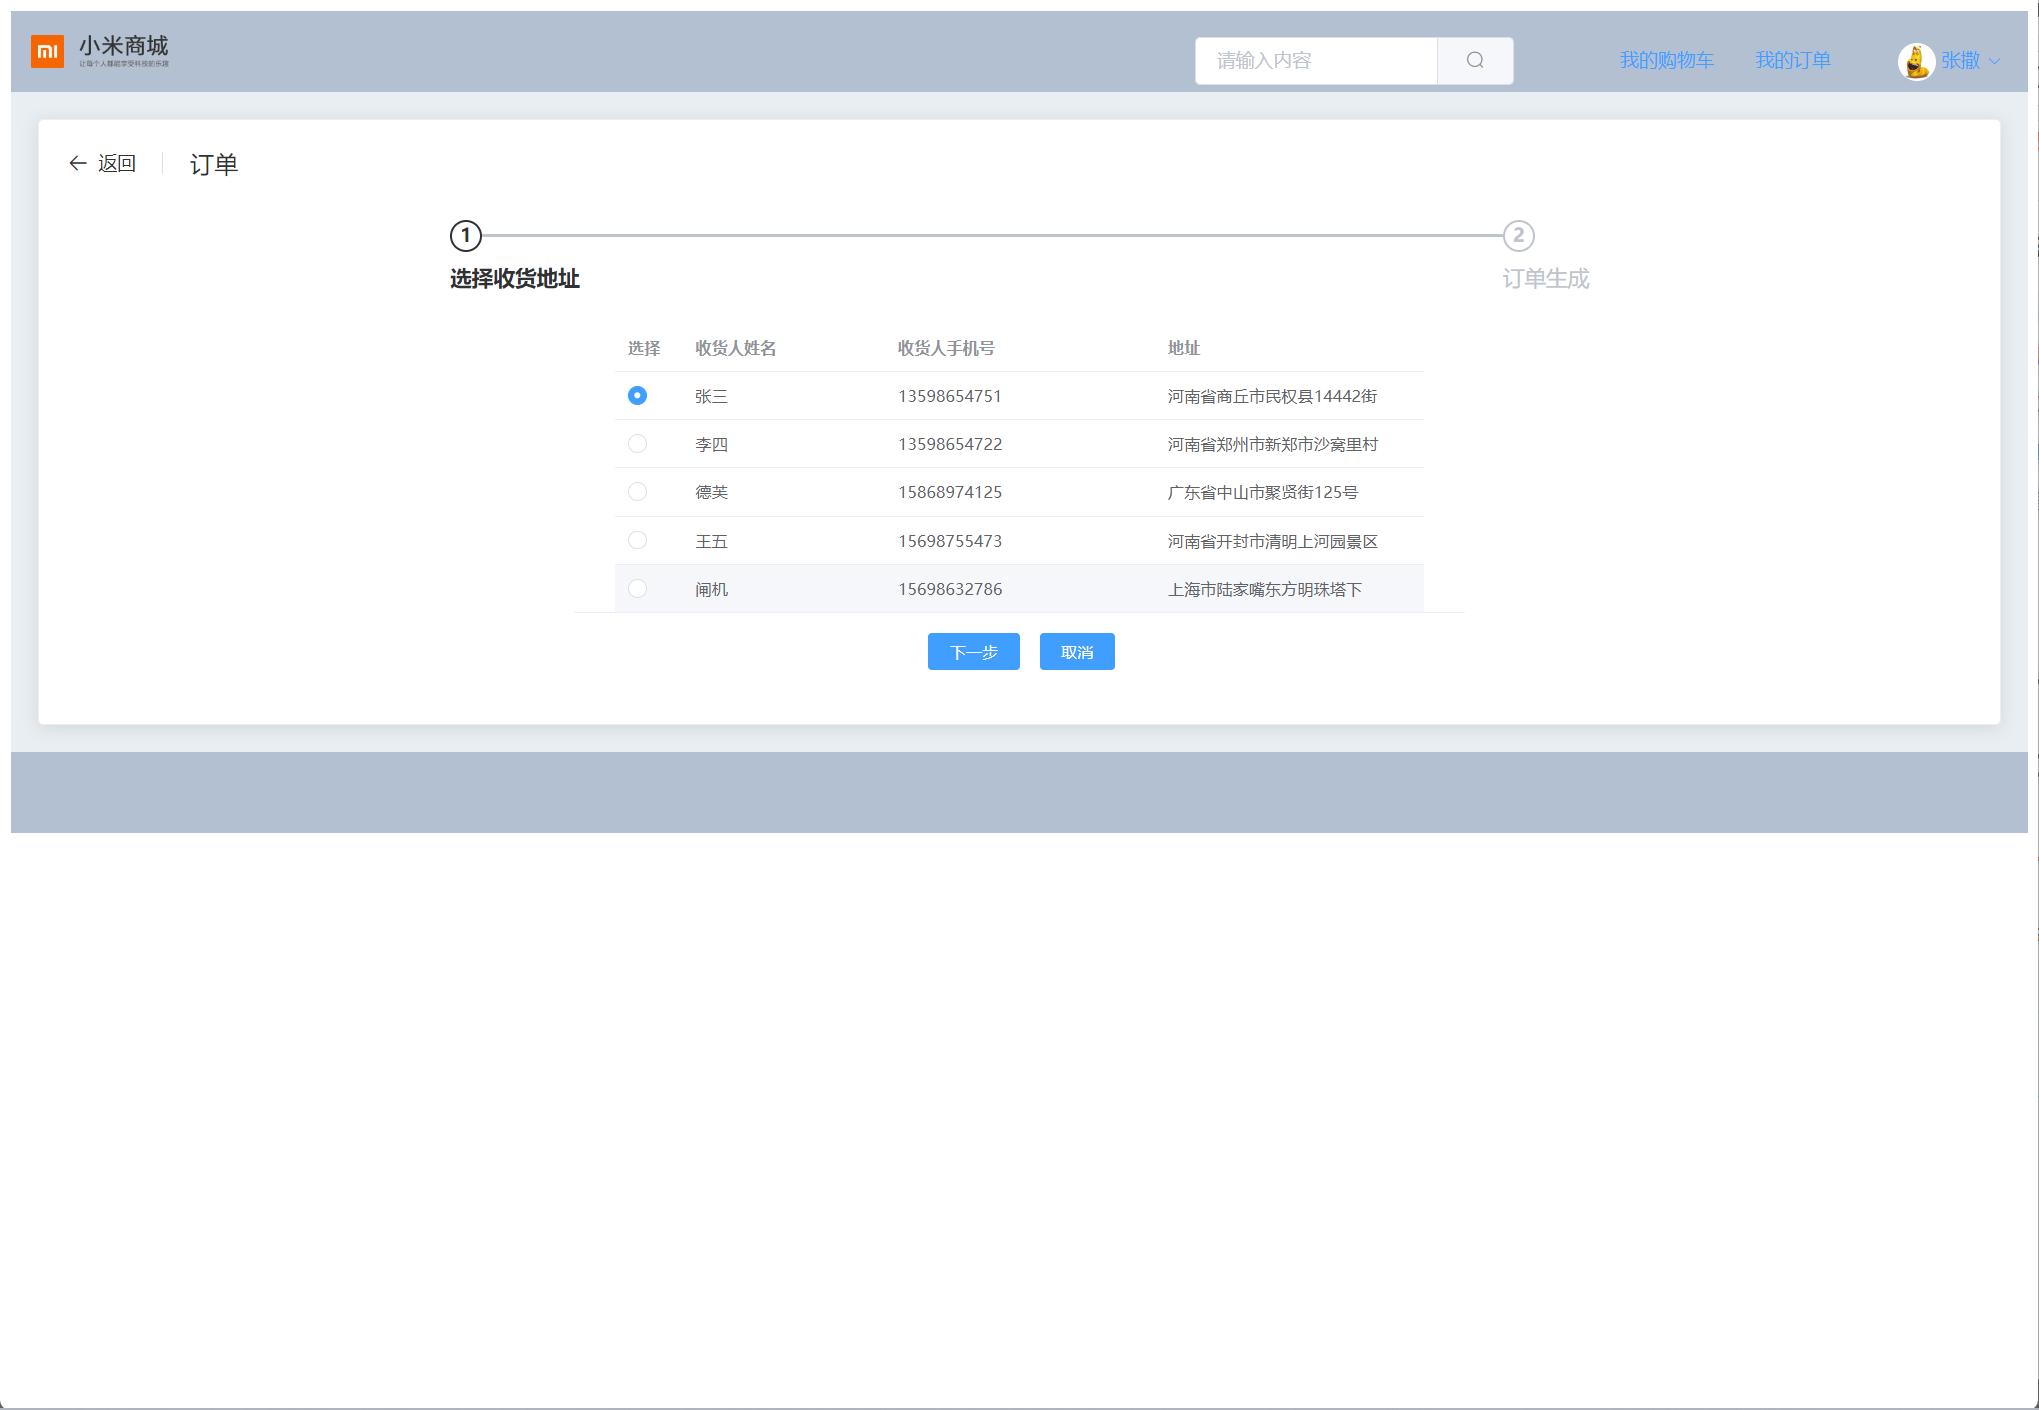 小米商城
让每个人都能享受科技的乐趣
请输入内容
我的购物车
我的订单
张撒
返回
订单
1
2
选择收货地址
订单生成
选择 收货人姓名 收货人手机号 地址
张三 13598654751 河南省商丘市民权县14442街
李四 13598654722 河南省郑州市新郑市沙窝里村
德芙 15868974125 广东省中山市聚贤街125号
王五 15698755473 河南省开封市清明上河园景区
闸机 15698632786 上海市陆家嘴东方明珠塔下
下一步 取消